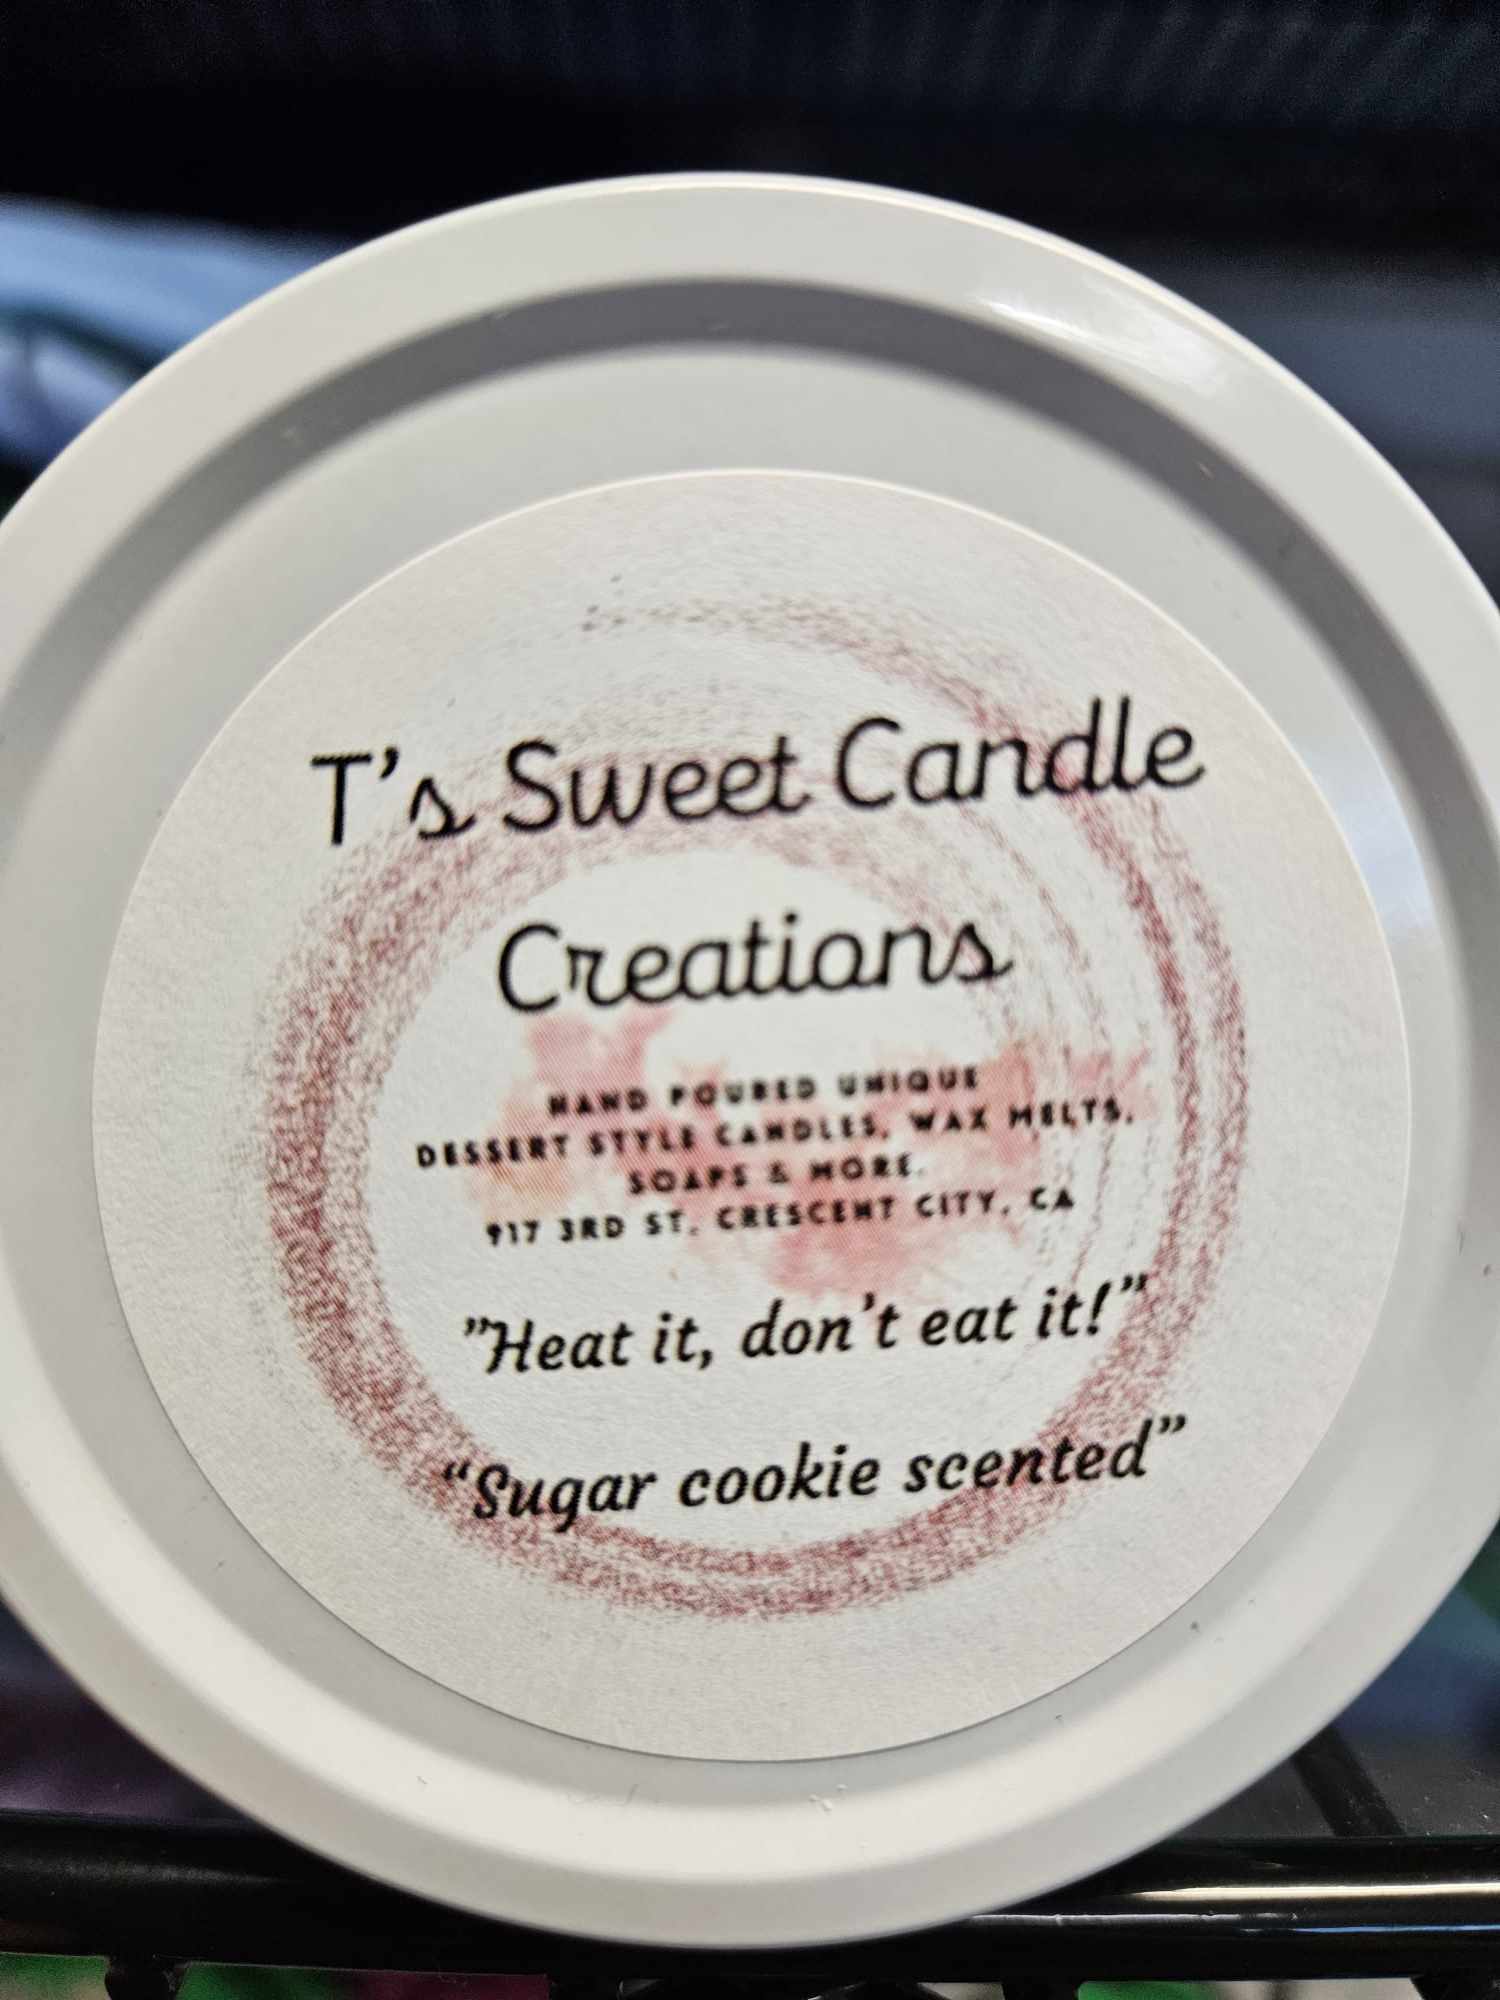 T's Sweet Candle
Creations
HAND POURED UNIQUE
DESSERT STYLE CANDLES, WAX MELTS,
SOAPS & MORE.
917 3RD ST. CRESCENT CITY, CA
”Heat it, don't eat it!”
“Sugar cookie scented”